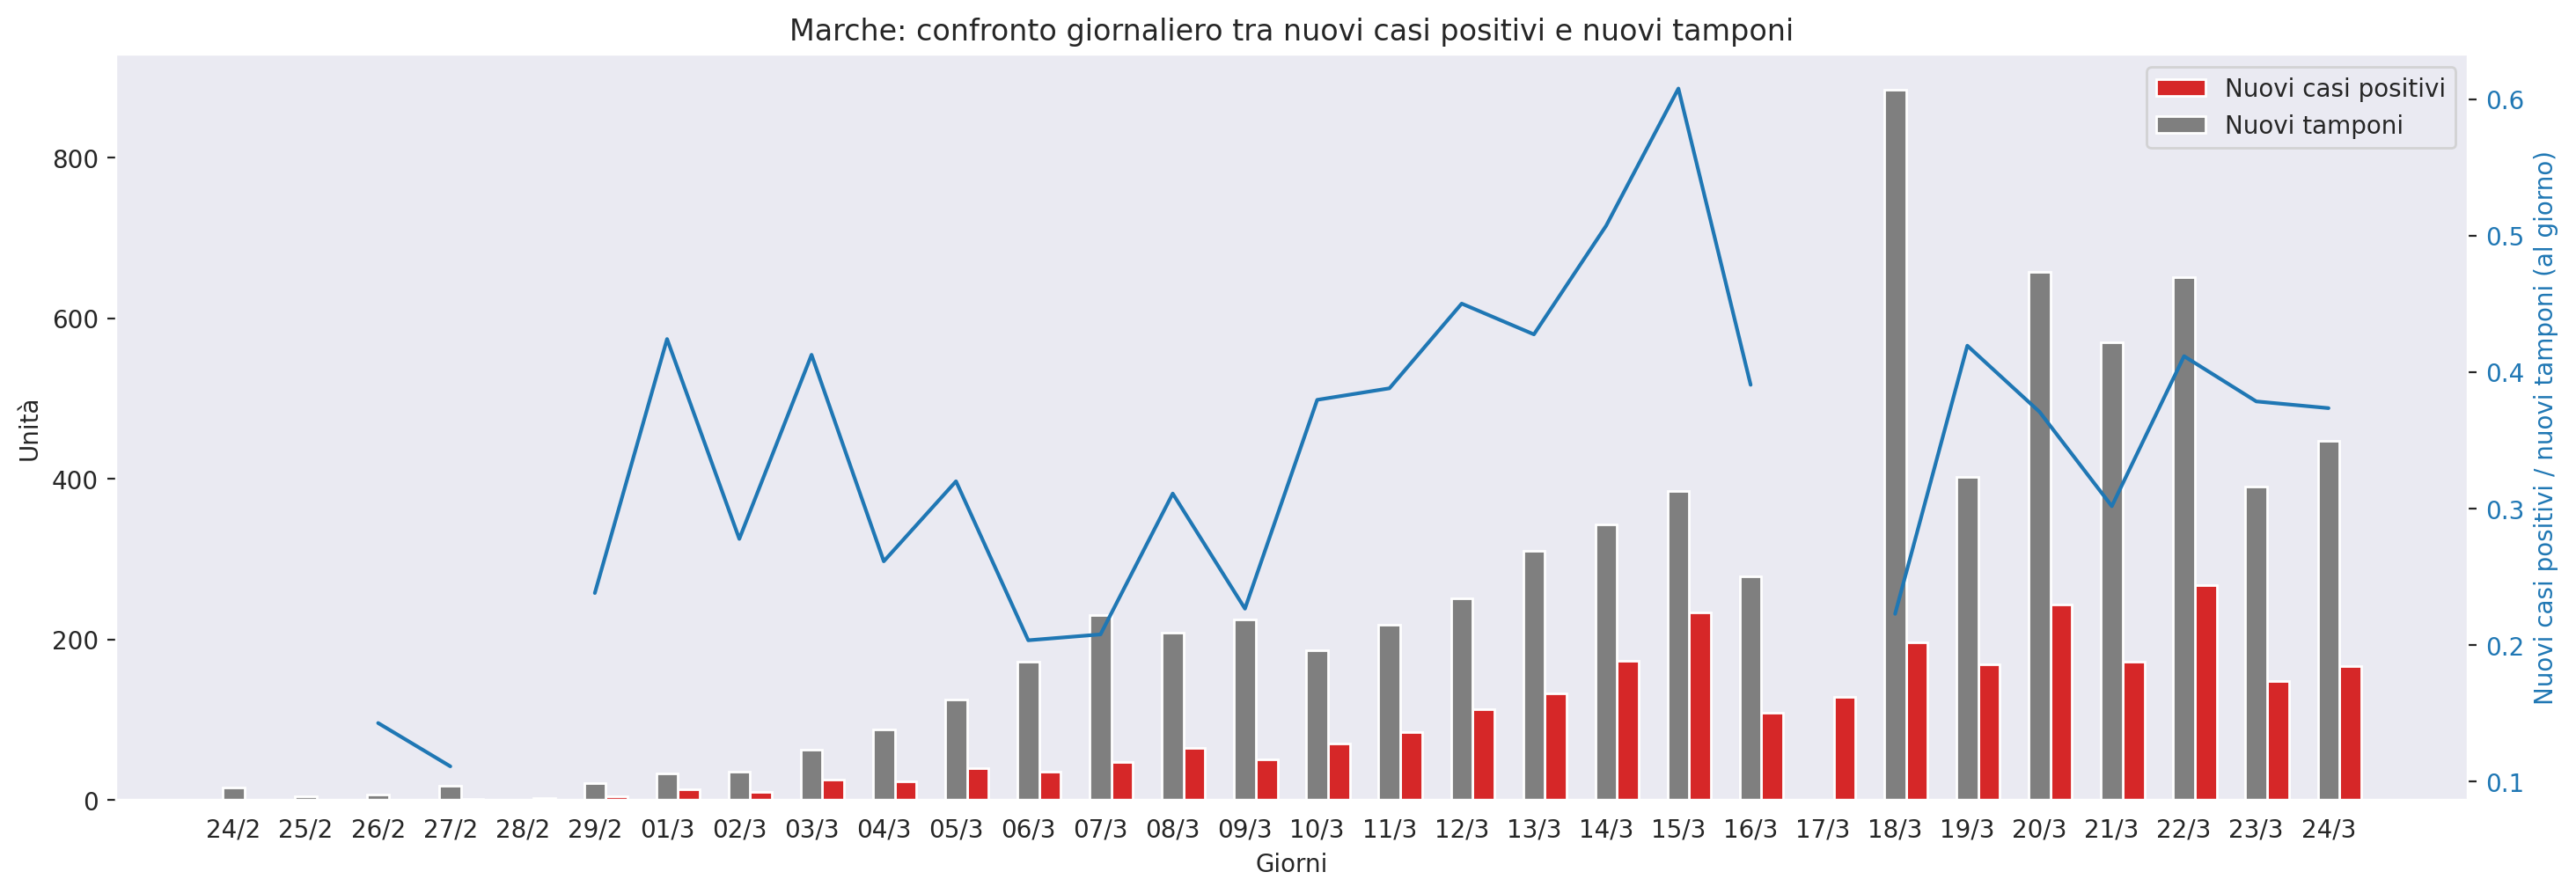 Marche: confronto giornaliero tra nuovi casi positivi e nuovi tamponi
Nuovi casi positivi
Nuovi tamponi
Unità
800
600
400
200
0
0.6
0.5
0.4
0.3
0.2
0.1
Nuovi casi positivi / nuovi tamponi (al giorno)
24/2 25/2 26/2 27/2 28/2 29/2 01/3 02/3 03/3 04/3 05/3 06/3 07/3 08/3 09/3 10/3 11/3 12/3 13/3 14/3 15/3 16/3 17/3 18/3 19/3 20/3 21/3 22/3 23/3 24/3
Giorni